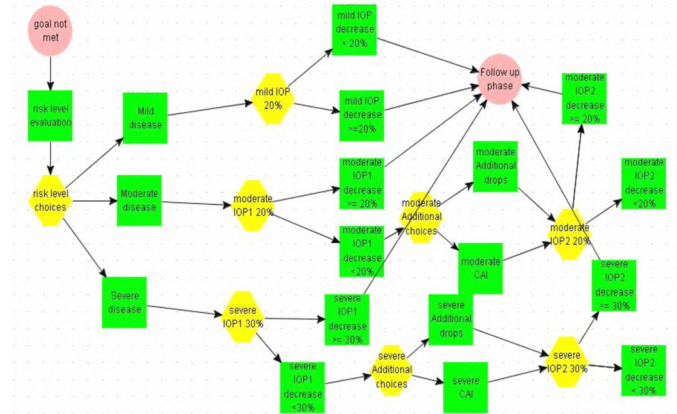 goal not
met
risk level
evaluation
risk level
choices
Mild
disease
Moderate
disease
Severe
disease
mild IOP
20%
moderate
IOP1 20%
severe
IOP1 30%
mild IOP
decrease
< 20%
mild IOP
decrease
>=20%
moderate
IOP1
decrease
>= 20%
moderate
IOP1
decrease
<20%
severe
IOP1
decrease
>= 30%
severe
IOP1
decrease
<30%
moderate
Additional
choices
severe
Additional
choices
Follow up
phase
moderate
Additional
drops
moderate
CAI
severe
Additional
drops
severe
CAI
moderate
IOP2
decrease
>= 20%
moderate
IOP2 20%
moderate
IOP2
decrease
<20%
severe
IOP2
decrease
>= 30%
severe
IOP2 30%
severe
IOP2
decrease
< 30%